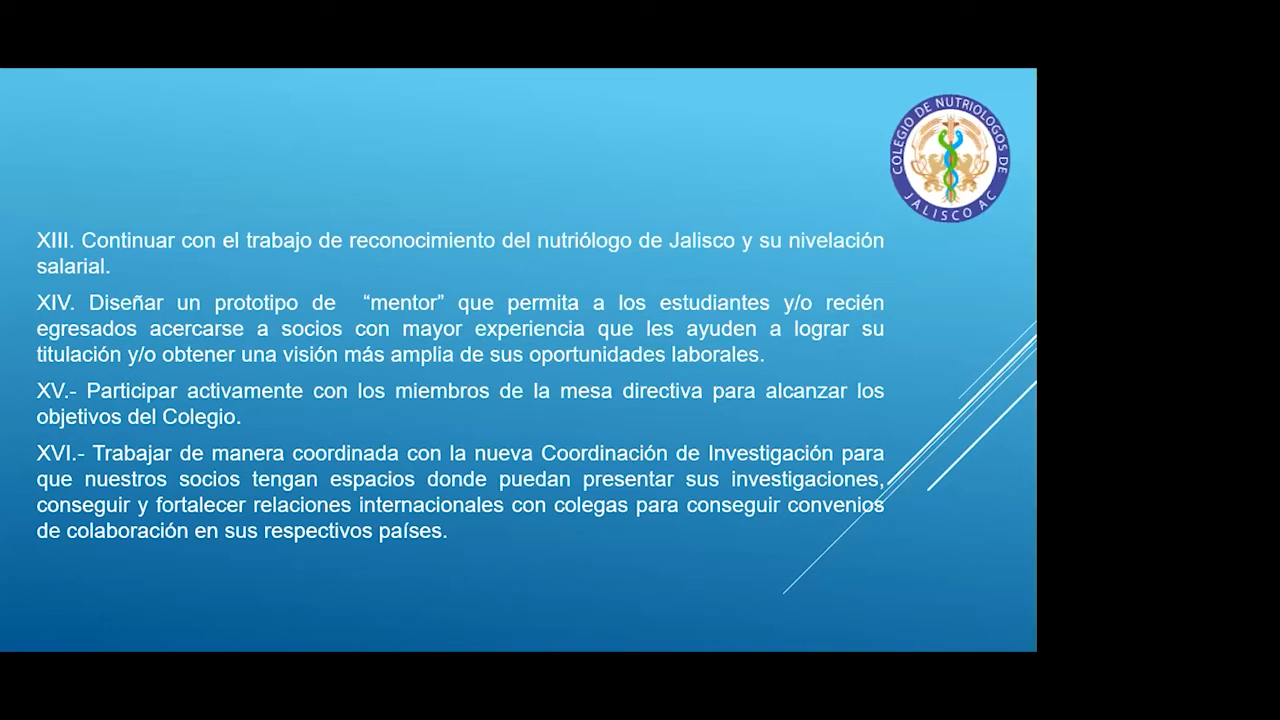 COLEGIO DE NUTRIOLOGOS DE
JALISCO AC
XIII. Continuar con el trabajo de reconocimiento del nutriólogo de Jalisco y su nivelación
salarial.
XIV. Diseñar un prototipo de “mentor” que permita a los estudiantes y/o recién
egresados acercarse a socios con mayor experiencia que les ayuden a lograr su
titulación y/o obtener una visión más amplia de sus oportunidades laborales.
XV.- Participar activamente con los miembros de la mesa directiva para alcanzar los
objetivos del Colegio.
XVI.- Trabajar de manera coordinada con la nueva Coordinación de Investigación para
que nuestros socios tengan espacios donde puedan presentar sus investigaciones,
conseguir y fortalecer relaciones internacionales con colegas para conseguir convenios
de colaboración en sus respectivos países.